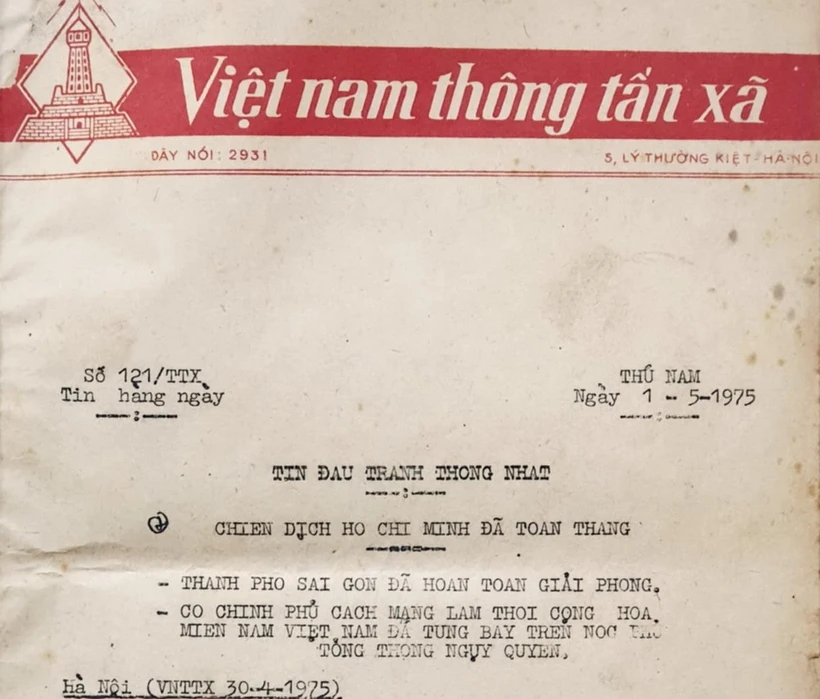 Việt nam thông tấn xã
DÂY NÓI: 2931
5, LÝ THƯỜNG KIỆT-HÀ-NỘI
Số 121/TTX
Tin hàng ngày
THỨ NAM
Ngày 1 - 5-1975
TIN ĐAU TRANH THONG NHAT
CHIEN DỊCH HO CHI MINH ĐÃ TOAN THANG
- THANH PHO SAI GON ĐÃ HOAN TOAN GIẢI PHONG.
- CO CHINH PHỦ CACH MẠNG LAM THOI CỌNG HOA
MIEN NAM VIỆT NAM ĐÃ TUNG BAY TREN NOC
TỔNG THỌNG NGỤY QUYEN.
Hà Nội (VNTTX 30-4-1975)